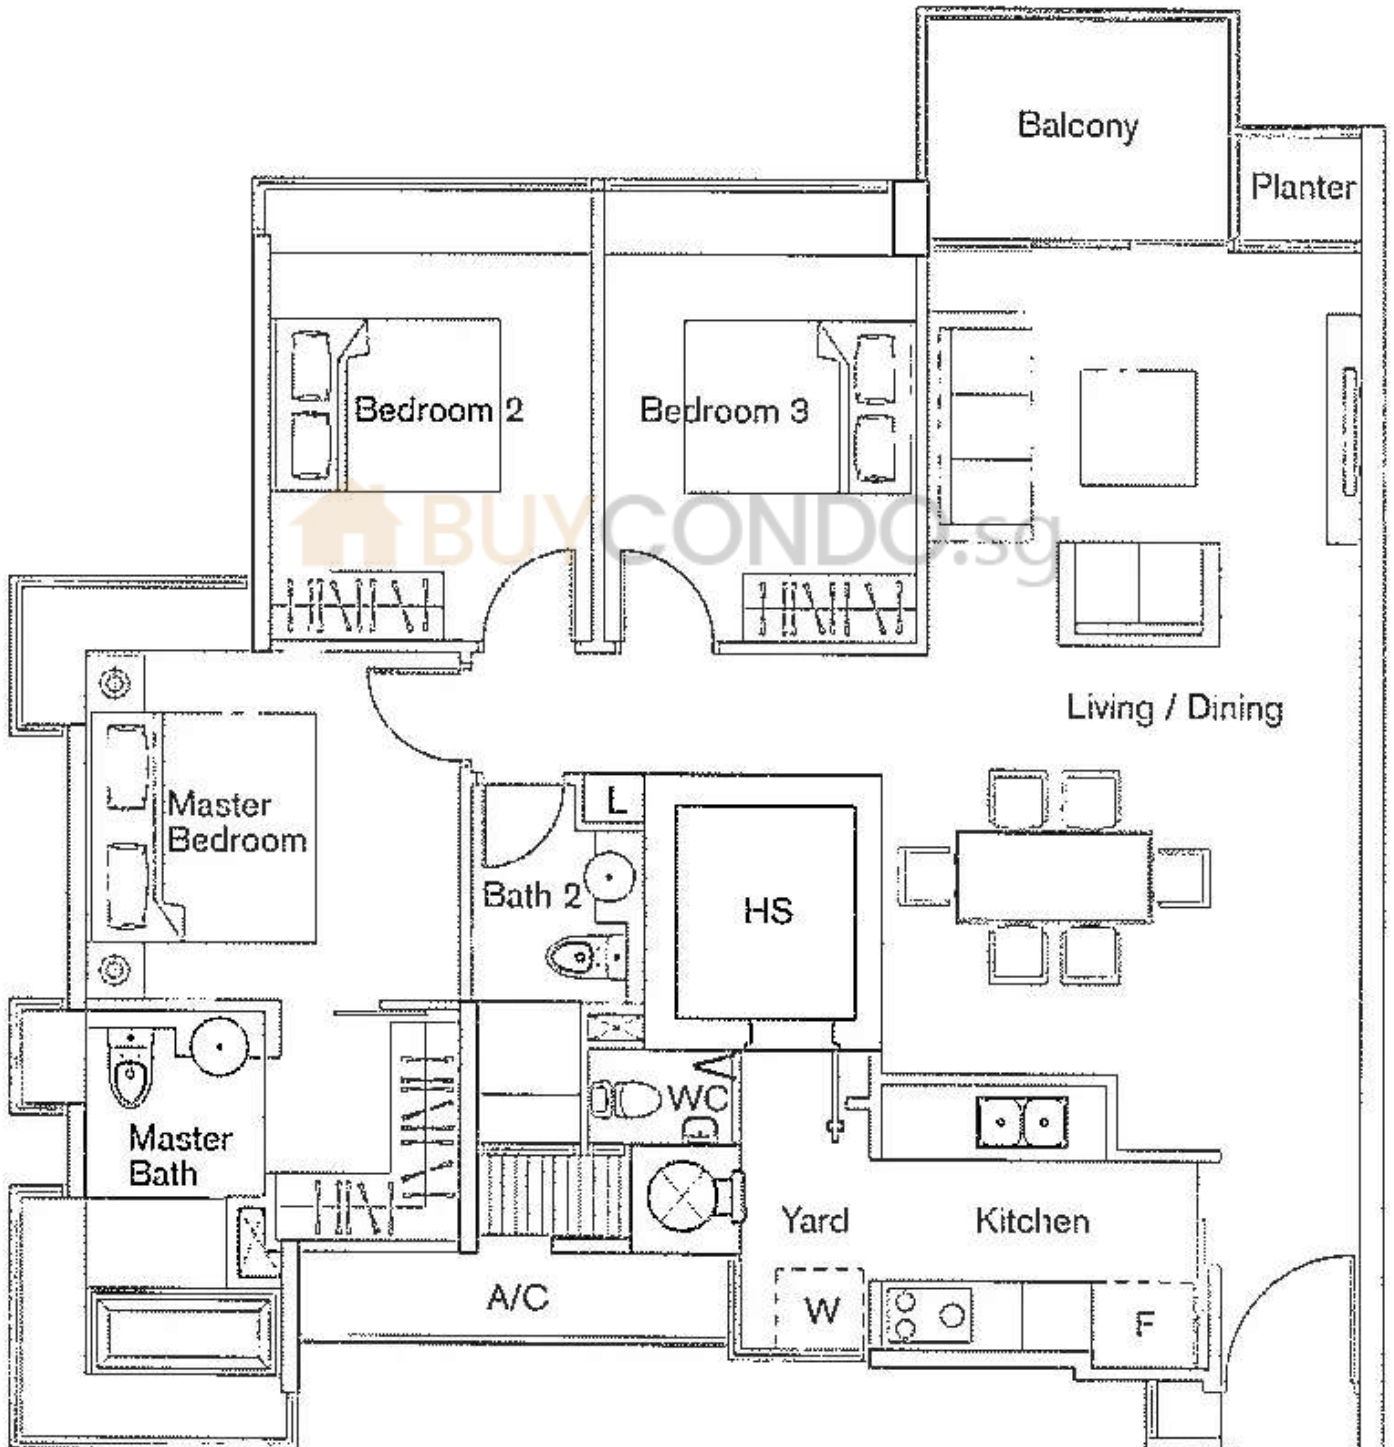 Balcony
Planter
Bedroom 2
Bedroom 3
BUYCONDO.sg
Living / Dining
Master
Bedroom
L
Bath 2
HS
WC
Master
Bath
Yard
Kitchen
A/C
W
F